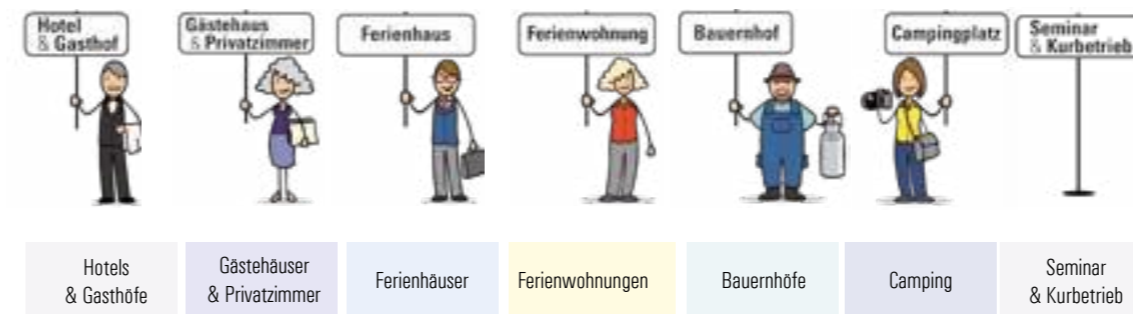 Hotel
& Gasthof
Gästehaus
& Privatzimmer
Ferienhaus
Ferienwohnung
Bauernhof
Campingplatz
Seminar
& Kurbetrieb
Hotels
& Gasthöfe
Gästehäuser
& Privatzimmer
Ferienhäuser
Ferienwohnungen
Bauernhöfe
Camping
Seminar
& Kurbetrieb